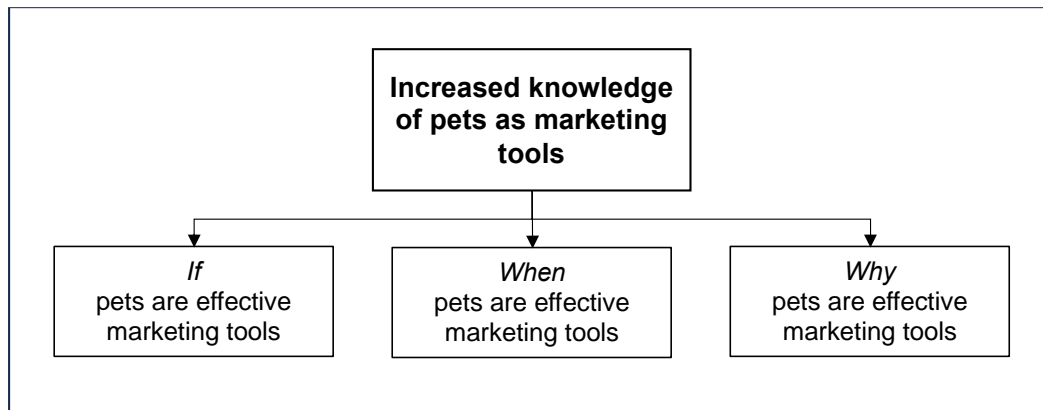 Increased knowledge
of pets as marketing
tools
If
pets are effective
marketing tools
When
pets are effective
marketing tools
Why
pets are effective
marketing tools